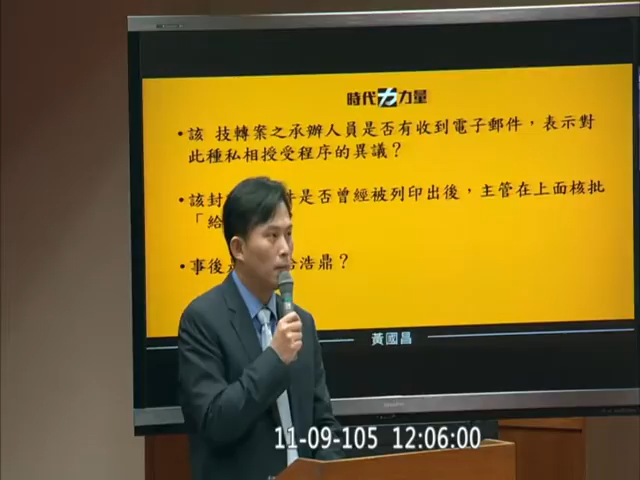 時代力量
•該 技轉案之承辦人員是否有收到電子郵件，表示對
此種私相授受程序的異議？
•該封 件是否曾經被列印出後，主管在上面核批
「給
•事後 給浩鼎？
黃國昌
11-09-105 12:06:00